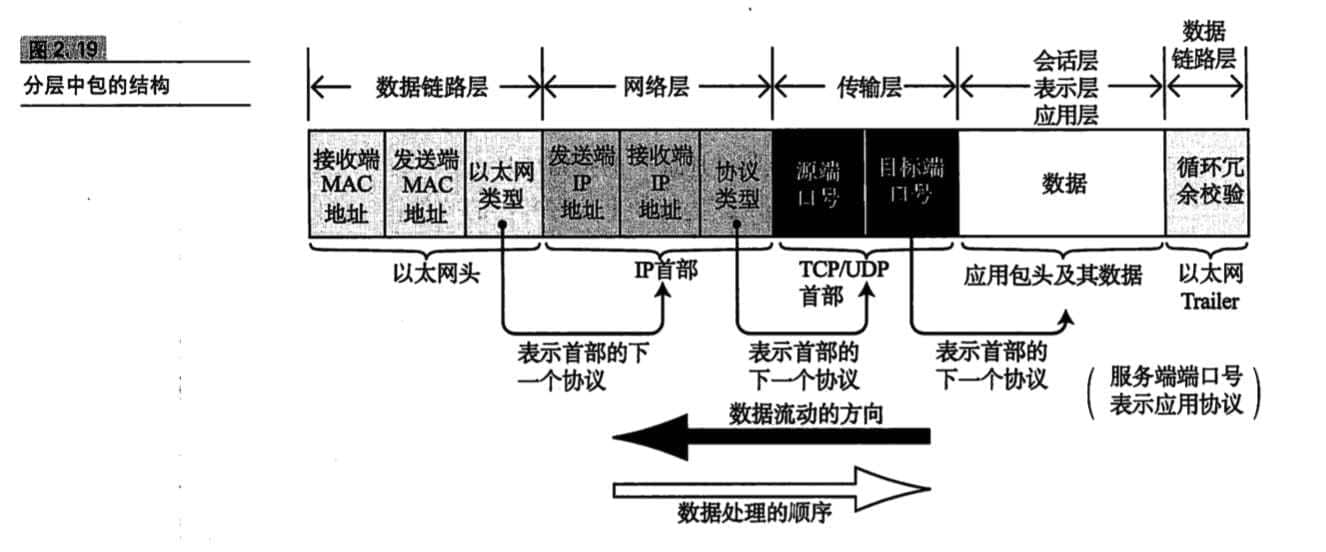 图2.19
分层中包的结构
数据链路层
网络层
传输层
会话层
表示层
应用层
数据
链路层
接收端
MAC
地址
发送端
MAC
地址
以太网
类型
发送端
IP
地址
接收端
IP
地址
协议
类型
源端
口号
目标端
口号
数据
循环冗
余校验
以太网头
IP首部
TCP/UDP
首部
应用包头及其数据
以太网
Trailer
表示首部的下
一个协议
表示首部的
下一个协议
表示首部的
下一个协议
(服务端端口号
表示应用协议)
数据流动的方向
数据处理的顺序